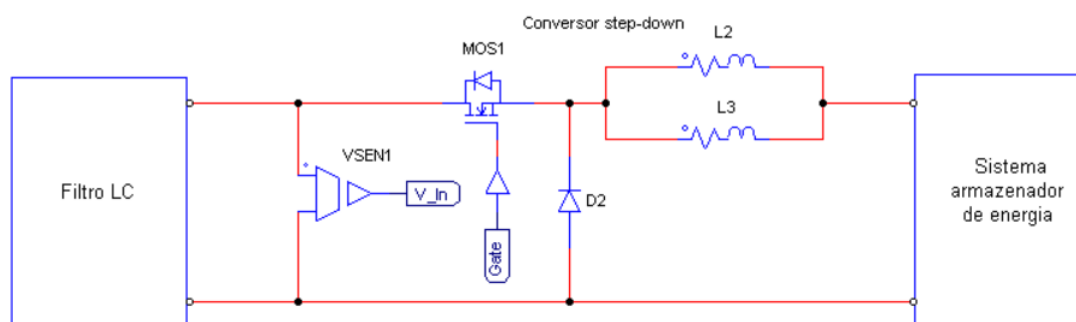 Conversor step-down
MOS1
L2
L3
VSEN1
V_In
Gate
D2
Filtro LC
Sistema
armazenador
de energia